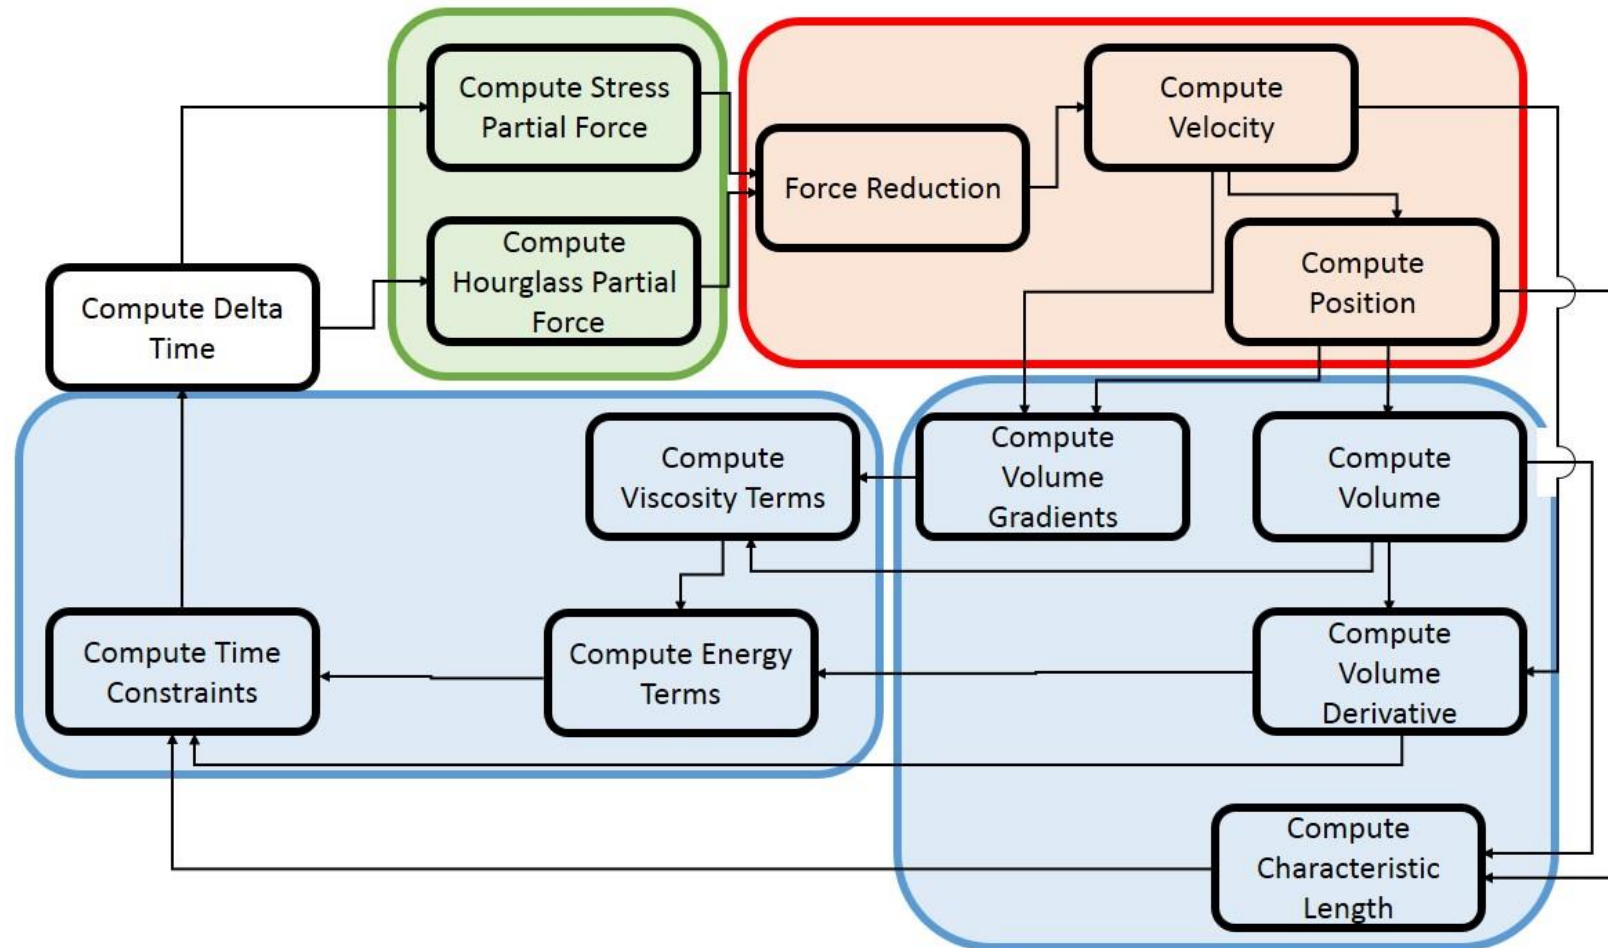 Compute Stress
Partial Force
Compute
Velocity
Force Reduction
Compute
Hourglass Partial
Force
Compute
Position
Compute Delta
Time
Compute
Viscosity Terms
Compute
Volume
Gradients
Compute
Volume
Compute Time
Constraints
Compute Energy
Terms
Compute
Volume
Derivative
Compute
Characteristic
Length